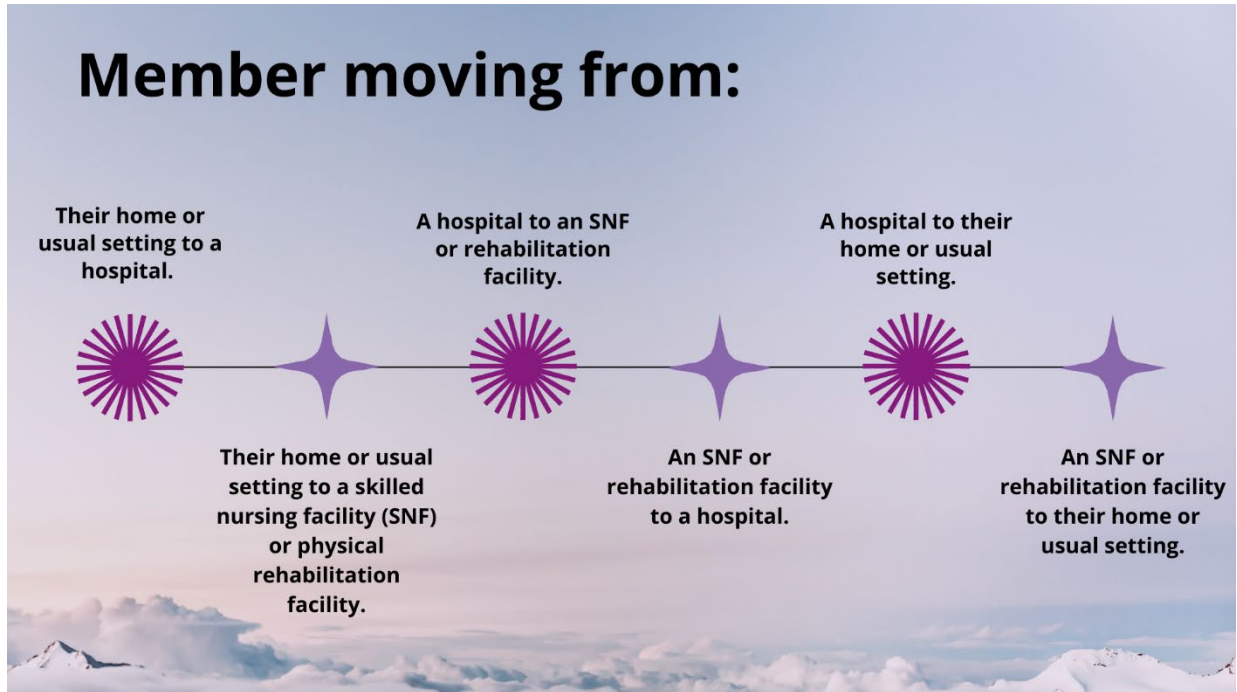 Member moving from:
Their home or
usual setting to a
hospital.
Their home or usual
setting to a skilled
nursing facility (SNF)
or physical
rehabilitation
facility.
A hospital to an SNF
or rehabilitation
facility.
An SNF or
rehabilitation facility
to a hospital.
A hospital to their
home or usual
setting.
An SNF or
rehabilitation facility
to their home or
usual setting.